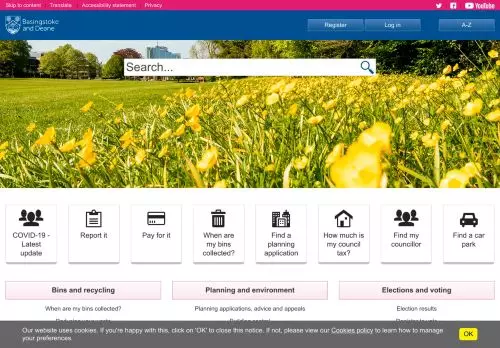 Skip to content Translate Accessibility statement Privacy YouTube
Basingstoke
and Deane
Register Log in A-Z
Search...
COVID-19 -
Latest
update
Report it
Pay for it
When are
my bins
collected?
Find a
planning
application
How much is
my council
tax?
Find my
councillor
Find a car
park
Bins and recycling
Planning and environment
Elections and voting
When are my bins collected?
Planning applications, advice and appeals
Election results
Our website uses cookies. If you're happy with this, click on 'OK' to close this notice. If not, please view our Cookies policy to learn how to manage
your preferences.
OK